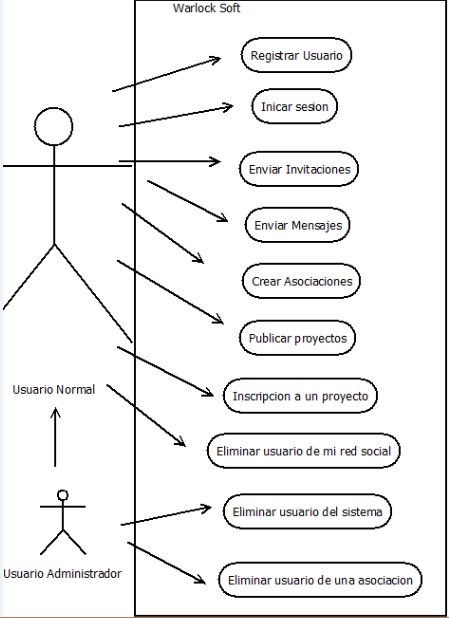 Warlock Soft
Registrar Usuario
Inicar sesion
Enviar Invitaciones
Enviar Mensajes
Crear Asociaciones
Publicar proyectos
Usuario Normal
Inscripcion a un proyecto
Eliminar usuario de mi red social
Eliminar usuario del sistema
Usuario Administrador
Eliminar usuario de una asociacion